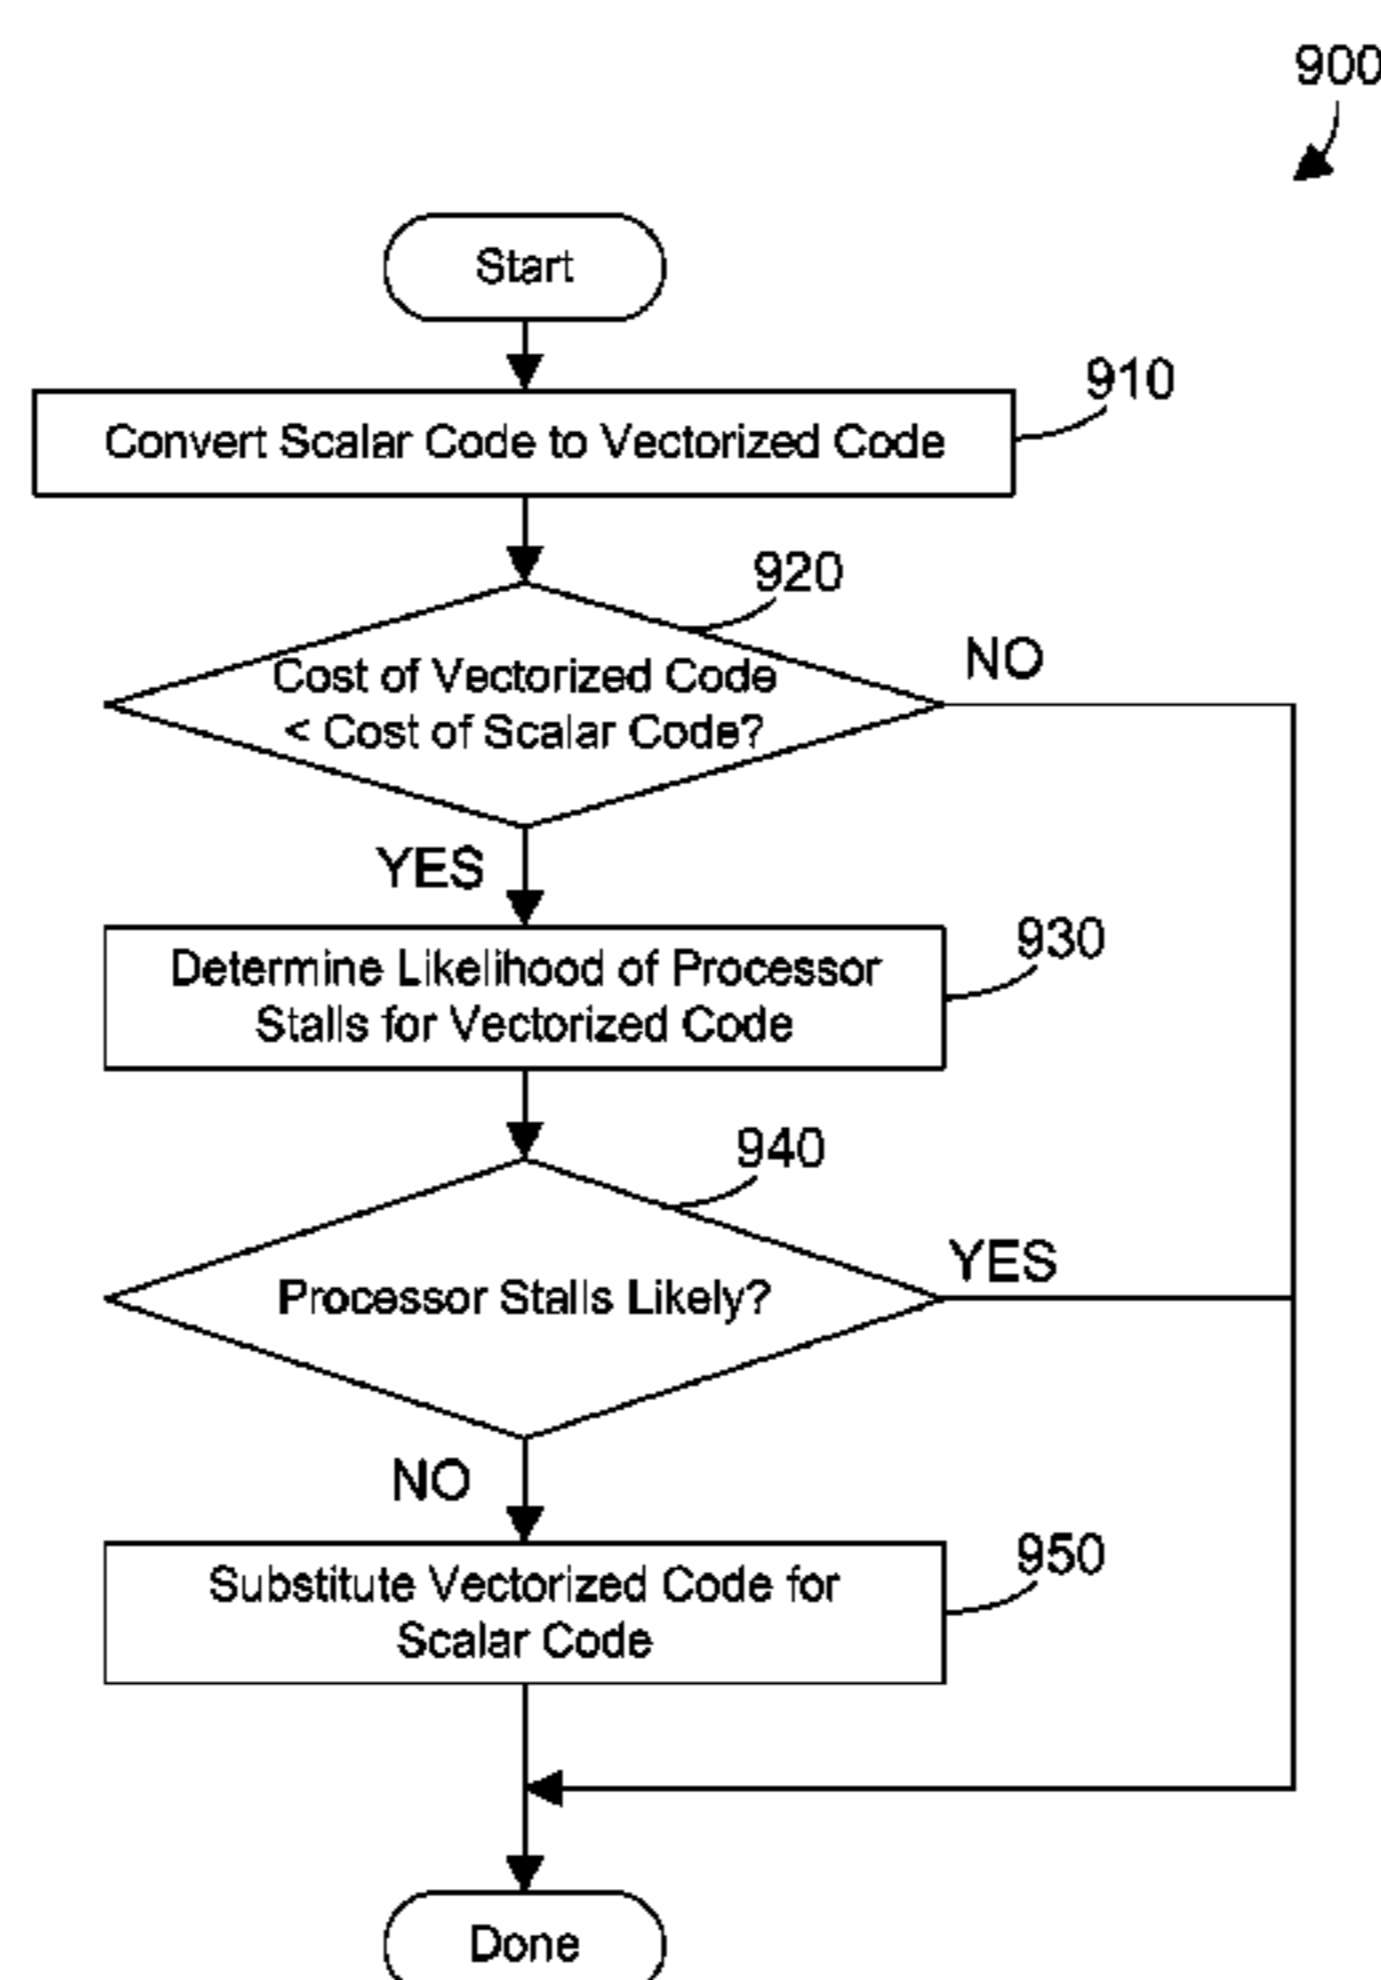 900
Start
910
Convert Scalar Code to Vectorized Code
920
Cost of Vectorized Code
< Cost of Scalar Code?
NO
YES
930
Determine Likelihood of Processor
Stalls for Vectorized Code
940
Processor Stalls Likely?
YES
NO
950
Substitute Vectorized Code for
Scalar Code
Done